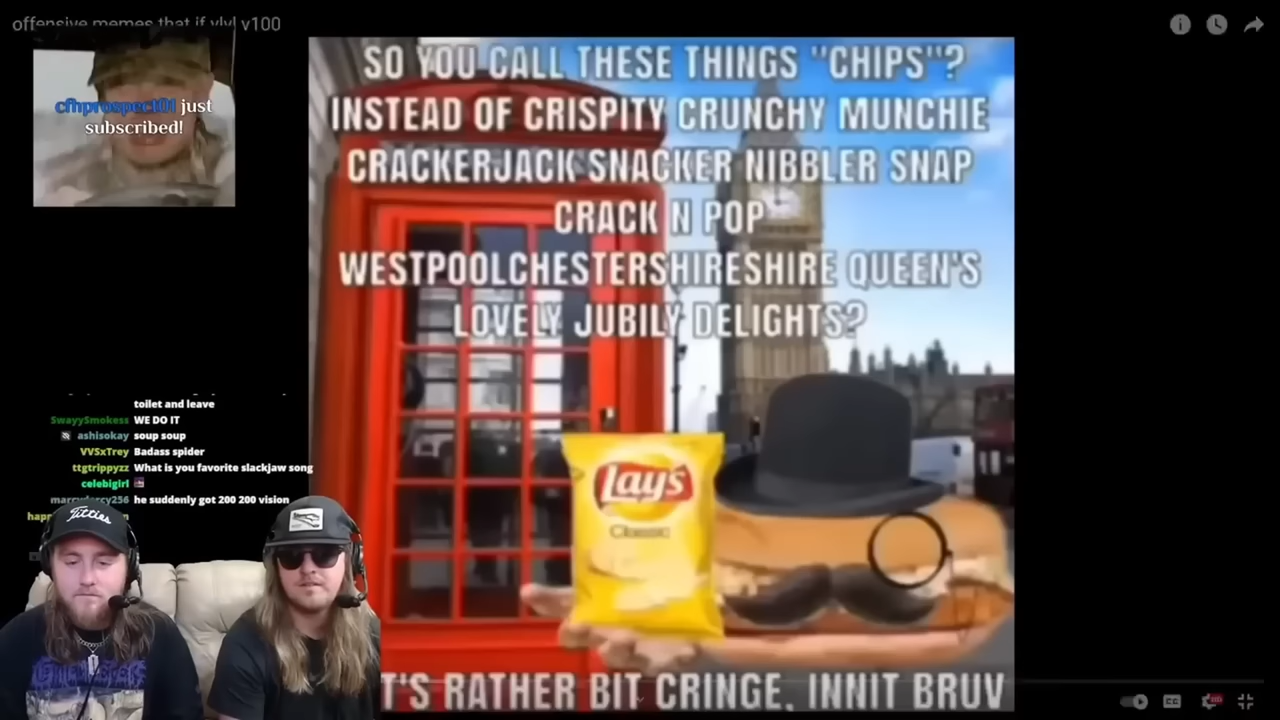 offensive memes that if ylyl v100
cfhprospect01 just
subscribed!
SO YOU CALL THESE THINGS "CHIPS"?
INSTEAD OF CRISPITY CRUNCHY MUNCHIE
CRACKERJACK SNACKER NIBBLER SNAP
CRACK N POP
WESTPOOLCHESTERSHIRESHIRE QUEEN'S
LOVELY JUBILY DELIGHTS?
toilet and leave
SwayySmokess WE DO IT
ashisokay soup soup
VVSxTrey Badass spider
ttgtrippyzz What is you favorite slackjaw song
celebigirl
he suddenly got 200 200 vision
Titties
Lay's
Classic
T'S RATHER BIT CRINGE, INNIT BRUV
CC
HD